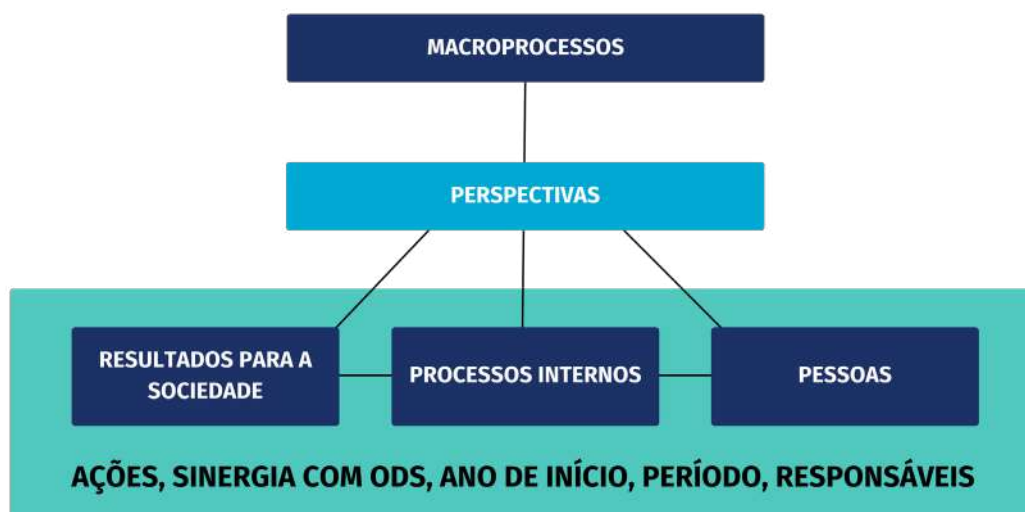 MACROPROCESSOS
PERSPECTIVAS
RESULTADOS PARA A
SOCIEDADE
PROCESSOS INTERNOS
PESSOAS
AÇÕES, SINERGIA COM ODS, ANO DE INÍCIO, PERÍODO, RESPONSÁVEIS